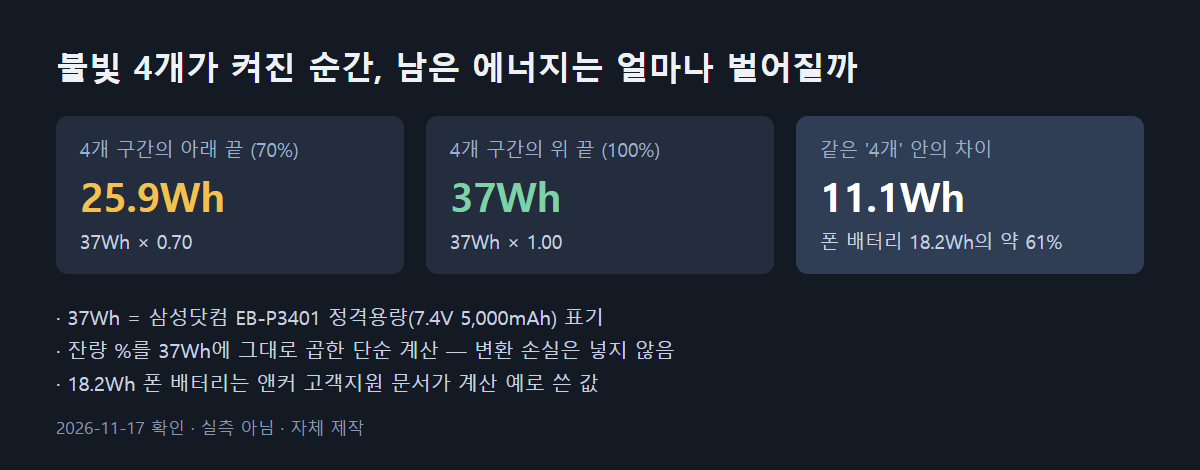 불빛 4개가 켜진 순간, 남은 에너지는 얼마나 벌어질까
4개 구간의 아래 끝 (70%)
25.9Wh
37Wh × 0.70
4개 구간의 위 끝 (100%)
37Wh
37Wh × 1.00
같은 '4개' 안의 차이
11.1Wh
폰 배터리 18.2Wh의 약 61%
· 37Wh = 삼성닷컴 EB-P3401 정격용량(7.4V 5,000mAh) 표기
· 잔량 %를 37Wh에 그대로 곱한 단순 계산 — 변환 손실은 넣지 않음
· 18.2Wh 폰 배터리는 앤커 고객지원 문서가 계산 예로 쓴 값
2026-11-17 확인 · 실측 아님 · 자체 제작